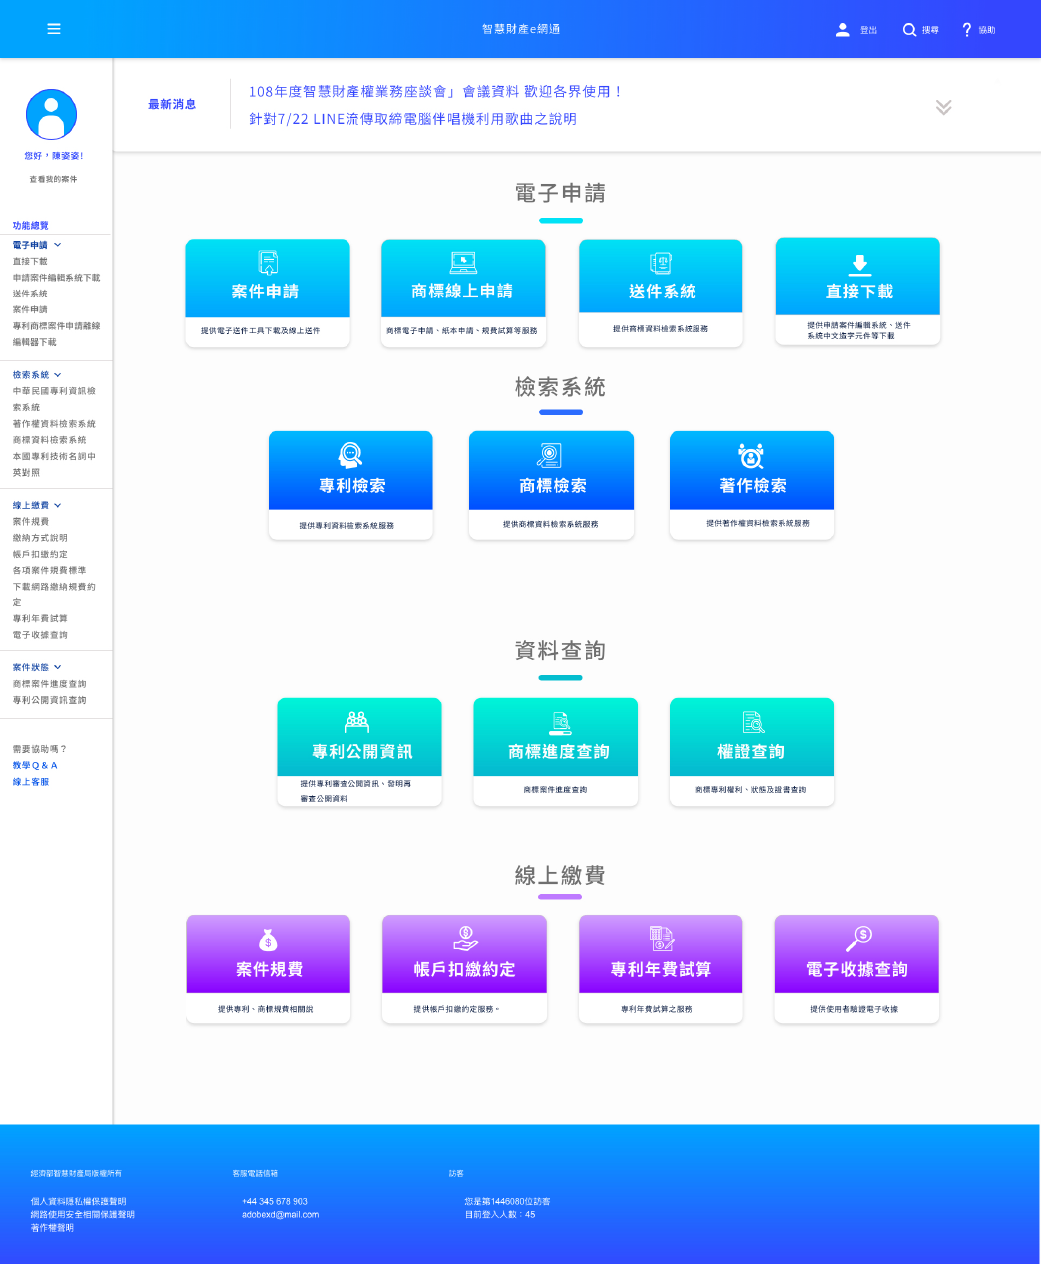 智慧財產e網通
登出
搜尋
協助
最新消息
108年度智慧財產權業務座談會」會議資料 歡迎各界使用！
針對7/22 LINE流傳取締電腦伴唱機利用歌曲之說明
您好，陳姿姿!
查看我的案件
功能總覽
電子申請
直接下載
申請案件編輯系統下載
送件系統
案件申請
專利商標案件申請離線
編輯器下載
檢索系統
中華民國專利資訊檢
索系統
著作權資料檢索系統
商標資料檢索系統
本國專利技術名詞中
英對照
線上繳費
案件規費
繳納方式說明
帳戶扣繳約定
各項案件規費標準
下載網路繳納規費約
定
專利年費試算
電子收據查詢
案件狀態
商標案件進度查詢
專利公開資訊查詢
需要協助嗎？
教學Q & A
線上客服
電子申請
案件申請
提供電子送件工具下載及線上送件
商標線上申請
商標電子申請、紙本申請、規費試算等服務
送件系統
提供商標資料檢索系統服務
直接下載
提供申請案件編輯系統、送件
系統中文造字元件等下載
檢索系統
專利檢索
提供專利資料檢索系統服務
商標檢索
提供商標資料檢索系統服務
著作檢索
提供著作權資料檢索系統服務
資料查詢
專利公開資訊
提供專利審查公開資訊、發明再
審查公開資料
商標進度查詢
商標案件進度查詢
權證查詢
商標專利權利、狀態及證書查詢
線上繳費
案件規費
提供專利、商標規費相關說
帳戶扣繳約定
提供帳戶扣繳約定服務。
專利年費試算
專利年費試算之服務
電子收據查詢
提供使用者驗證電子收據
經濟部智慧財產局版權所有
個人資料隱私權保護聲明
網路使用安全相關保護聲明
著作權聲明
客服電話信箱
+44 345 678 903
adobexd@mail.com
訪客
您是第1446080位訪客
目前登入人數：45